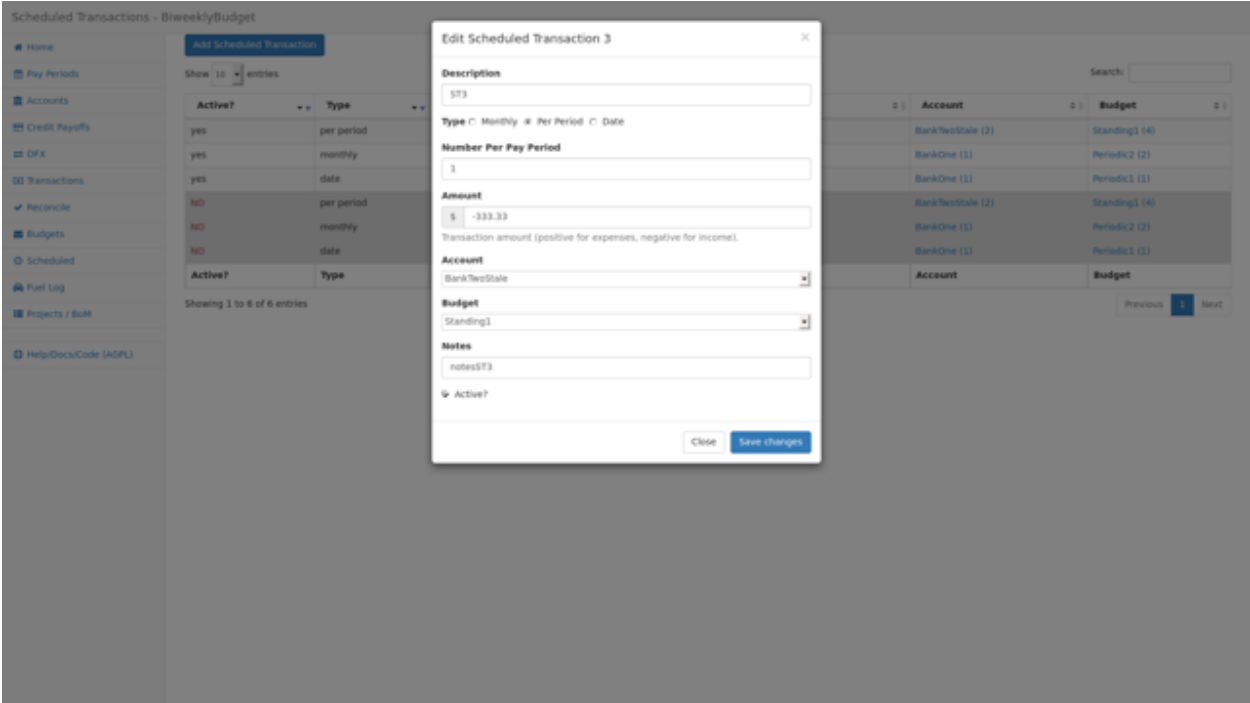 Scheduled Transactions - BiweeklyBudget
Home
Pay Periods
Accounts
Credit Payoffs
OFX
Transactions
Reconcile
Budgets
Scheduled
Fuel Log
Projects / BoM
Help/Docs/Code (AGPL)
Add Scheduled Transaction
Show 10 entries
Search:
Active? Type Account Budget
yes per period BankTwoStale (2) Standing1 (4)
yes monthly BankOne (1) Periodic2 (2)
yes date BankOne (1) Periodic1 (1)
NO per period BankTwoStale (2) Standing1 (4)
NO monthly BankOne (1) Periodic2 (2)
NO date BankOne (1) Periodic1 (1)
Active? Type Account Budget
Showing 1 to 6 of 6 entries
Previous 1 Next
Edit Scheduled Transaction 3 ×
Description
ST3
Type Monthly Per Period Date
Number Per Pay Period
1
Amount
$ -333.33
Transaction amount (positive for expenses, negative for income).
Account
BankTwoStale
Budget
Standing1
Notes
notesST3
Active?
Close Save changes